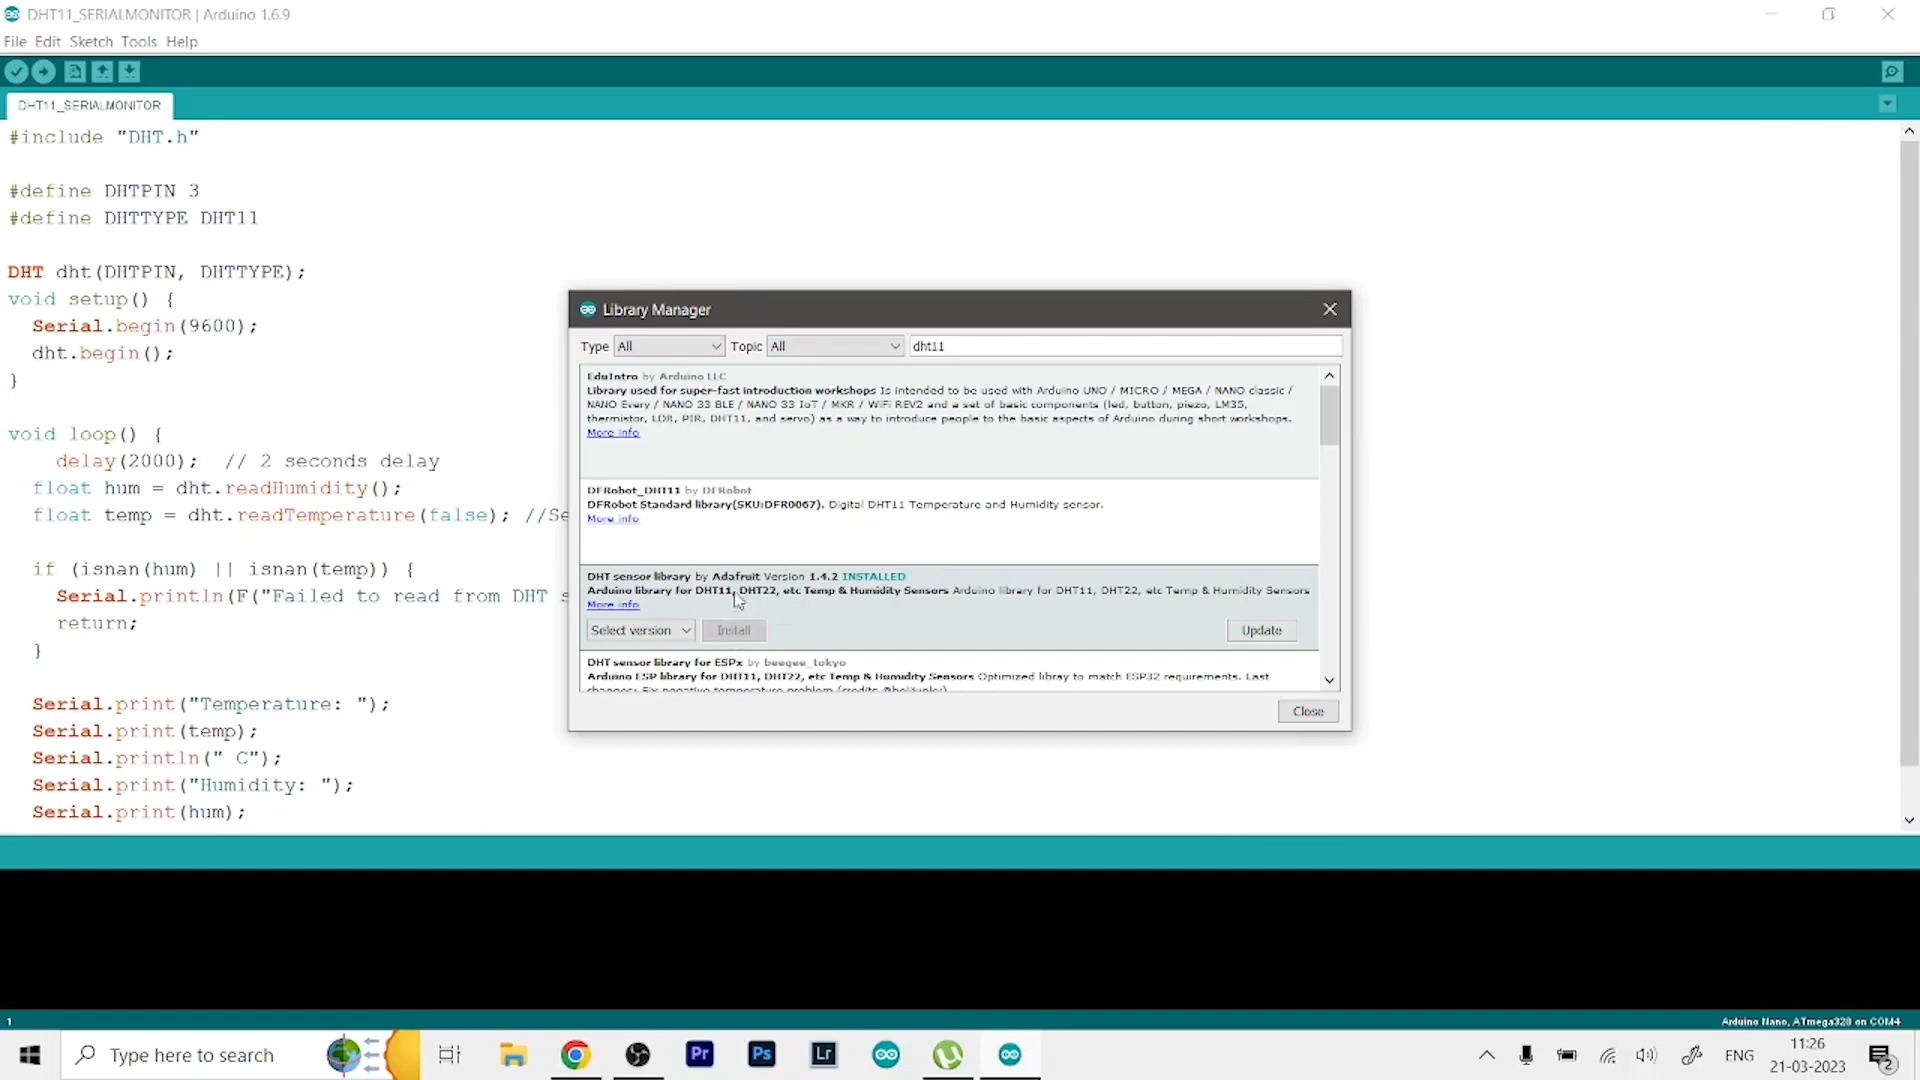 DHT11_SERIALMONITOR | Arduino 1.6.9
File Edit Sketch Tools Help
DHT11_SERIALMONITOR
#include "DHT.h"
#define DHTPIN 3
#define DHTTYPE DHT11
DHT dht(DHTPIN, DHTTYPE);
void setup() {
Serial.begin(9600);
dht.begin();
}
void loop() {
delay(2000);  // 2 seconds delay
float hum = dht.readHumidity();
float temp = dht.readTemperature(false); //Se
if (isnan(hum) || isnan(temp)) {
Serial.println(F("Failed to read from DHT s
return;
}
Serial.print("Temperature: ");
Serial.print(temp);
Serial.println(" C");
Serial.print("Humidity: ");
Serial.print(hum);
Library Manager
Type All Topic All dht11
EduIntro by Arduino LLC
Library used for super-fast introduction workshops Is intended to be used with Arduino UNO / MICRO / MEGA / NANO classic /
NANO Every / NANO 33 BLE / NANO 33 IoT / MKR / WiFi REV2 and a set of basic components (led, button, piezo, LM35,
thermistor, LDR, PIR, DHT11, and servo) as a way to introduce people to the basic aspects of Arduino during short workshops.
More info
DFRobot_DHT11 by DFRobot
DFRobot Standard library(SKU:DFR0067). Digital DHT11 Temperature and Humidity sensor.
More info
DHT sensor library by Adafruit Version 1.4.2 INSTALLED
Arduino library for DHT11, DHT22, etc Temp & Humidity Sensors Arduino library for DHT11, DHT22, etc Temp & Humidity Sensors
More info
Select version Install Update
DHT sensor library for ESPx by beegee_tokyo
Arduino ESP library for DHT11, DHT22, etc Temp & Humidity Sensors Optimized libray to match ESP32 requirements. Last
changes: Fix negative temperature problem (credits
Close
1
Arduino Nano, ATmega328 on COM4
Type here to search
Pr Ps Lr
ENG
11:26
21-03-2023
2